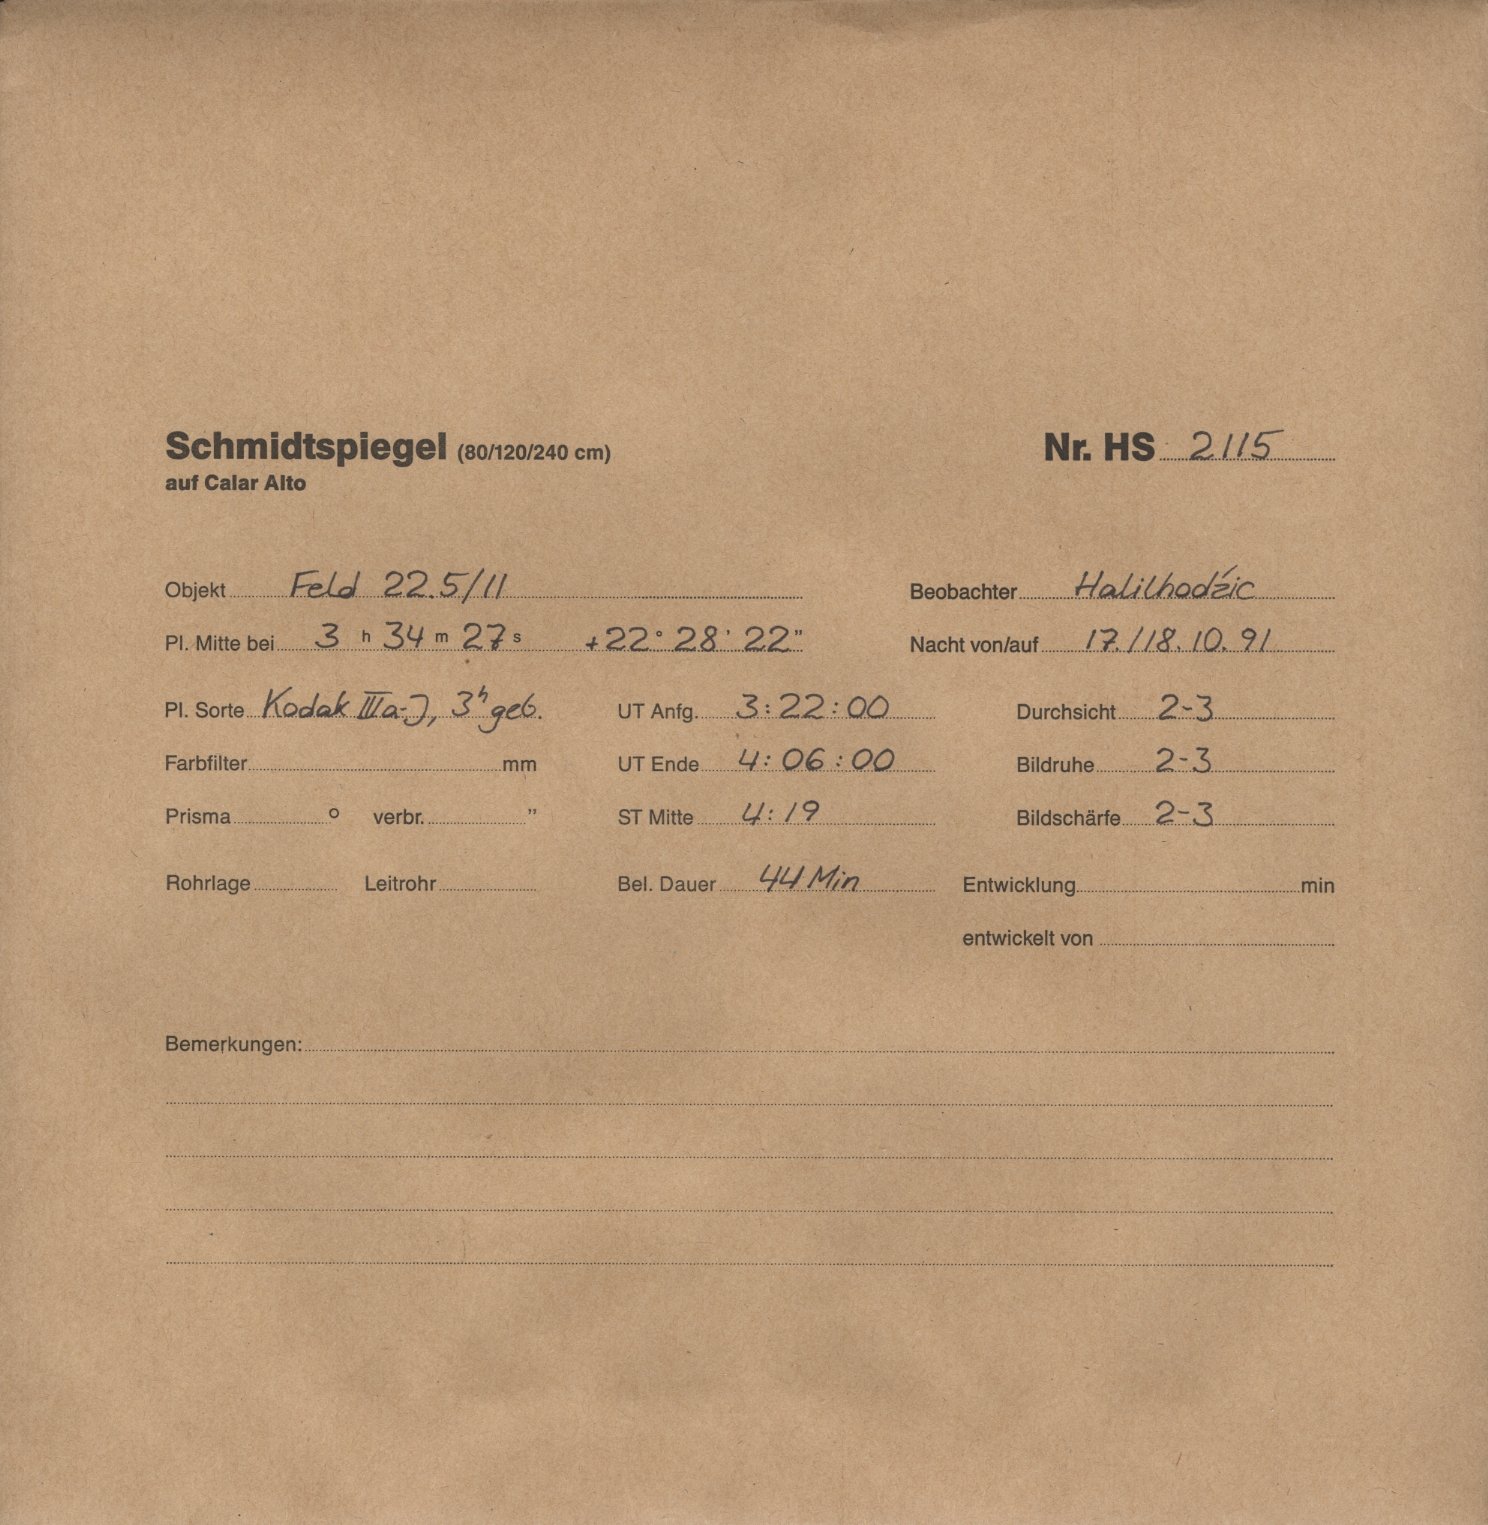 Schmidtspiegel (80/120/240 cm) Nr. HS 2115
auf Calar Alto
Objekt Feld 22.5/11 Beobachter Halilhodźic
Pl. Mitte bei 3 h 34 m 27 s +22° 28' 22" Nacht von/auf 17./18.10.91
Pl. Sorte Kodak IIIa-J, 3h geb. UT Anfg. 3:22:00 Durchsicht 2-3
Farbfilter mm UT Ende 4:06:00 Bildruhe 2-3
Prisma ° verbr. " ST Mitte 4:19 Bildschärfe 2-3
Rohrlage Leitrohr Bel. Dauer 44 Min Entwicklung min
entwickelt von
Bemerkungen: